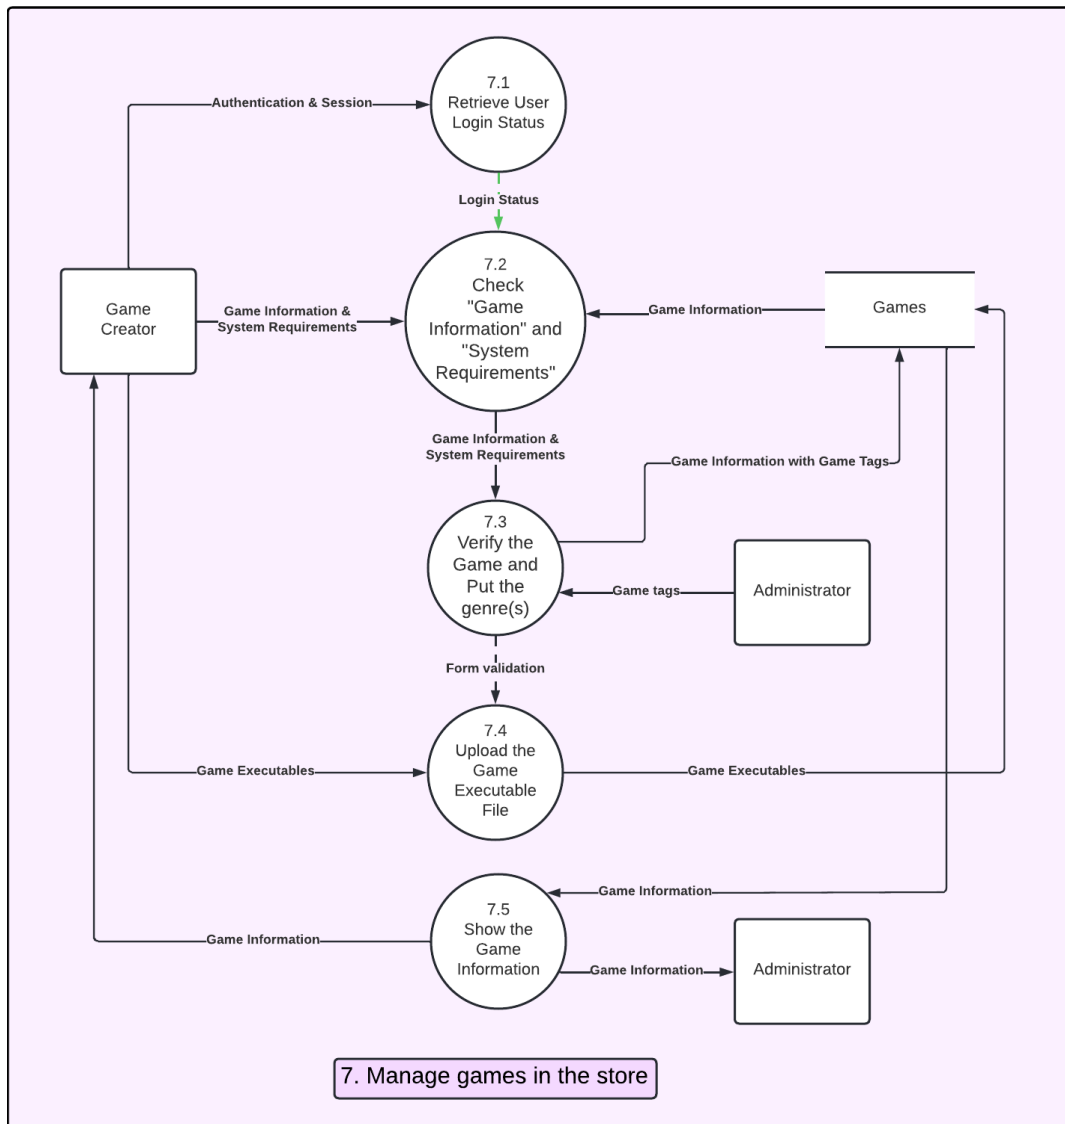 7.1
Retrieve User
Login Status
Authentication & Session
Login Status
Game
Creator
Game Information &
System Requirements
7.2
Check
"Game
Information" and
"System
Requirements"
Game Information
Games
Game Information &
System Requirements
Game Information with Game Tags
7.3
Verify the
Game and
Put the
genre(s)
Game tags
Administrator
Form validation
7.4
Upload the
Game
Executable
File
Game Executables
Game Executables
Game Information
7.5
Show the
Game
Information
Game Information
Game Information
Administrator
7. Manage games in the store